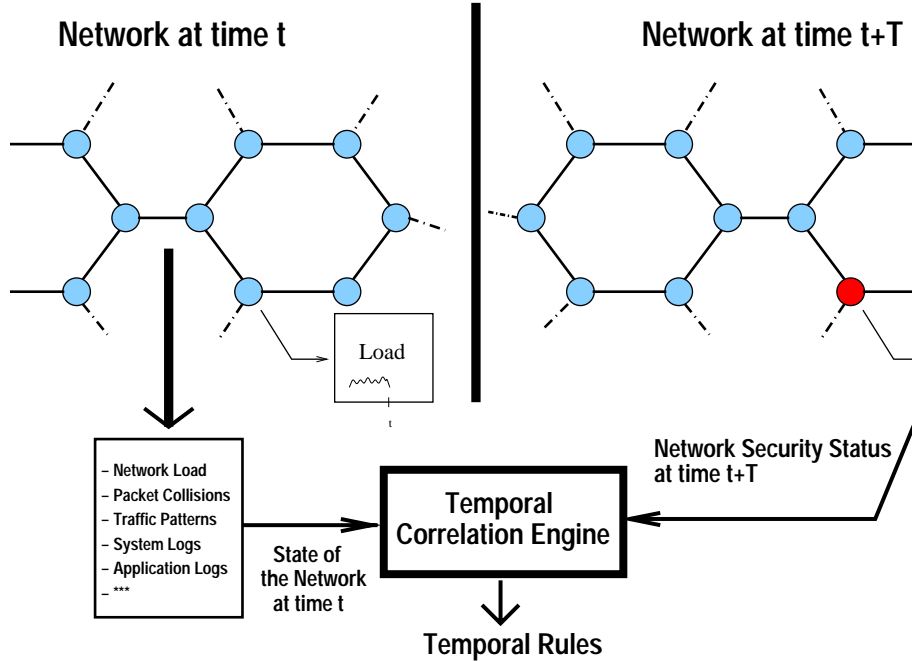 Network at time t
Network at time t+T
Load
t
– Network Load
– Packet Collisions
– Traffic Patterns
– System Logs
– Application Logs
– ***
State of
the Network
at time t
Temporal
Correlation Engine
Network Security Status
at time t+T
Temporal Rules